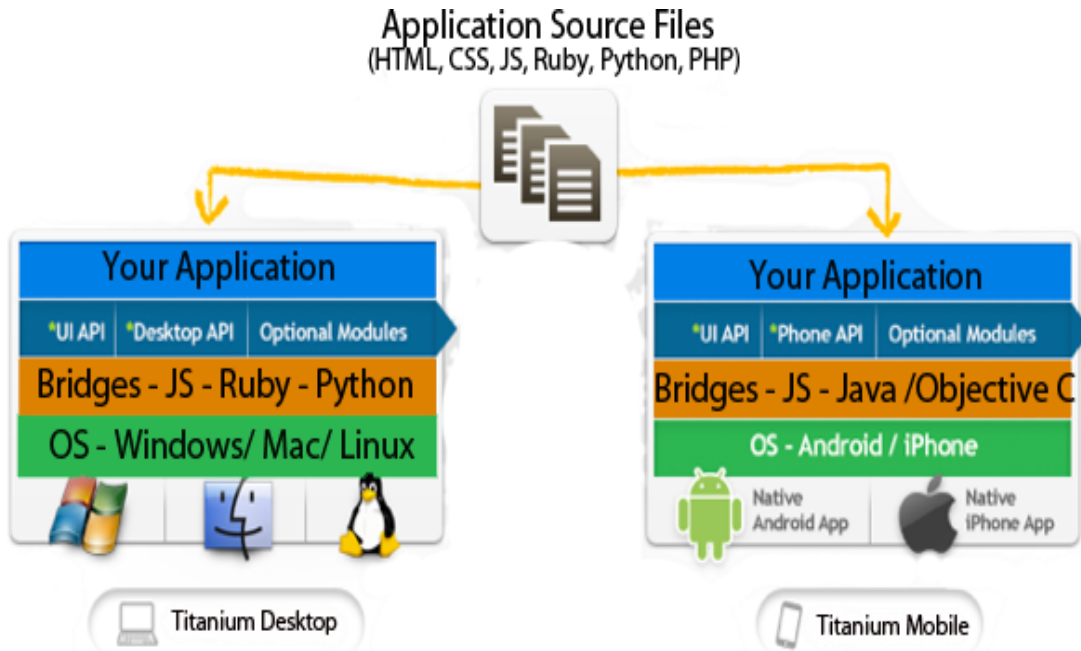 Application Source Files
(HTML, CSS, JS, Ruby, Python, PHP)
Your Application
*UI API *Desktop API Optional Modules
Bridges - JS - Ruby - Python
OS - Windows/ Mac/ Linux
Titanium Desktop
Your Application
*UI API *Phone API Optional Modules
Bridges - JS - Java /Objective C
OS - Android / iPhone
Native
Android App
Native
iPhone App
Titanium Mobile